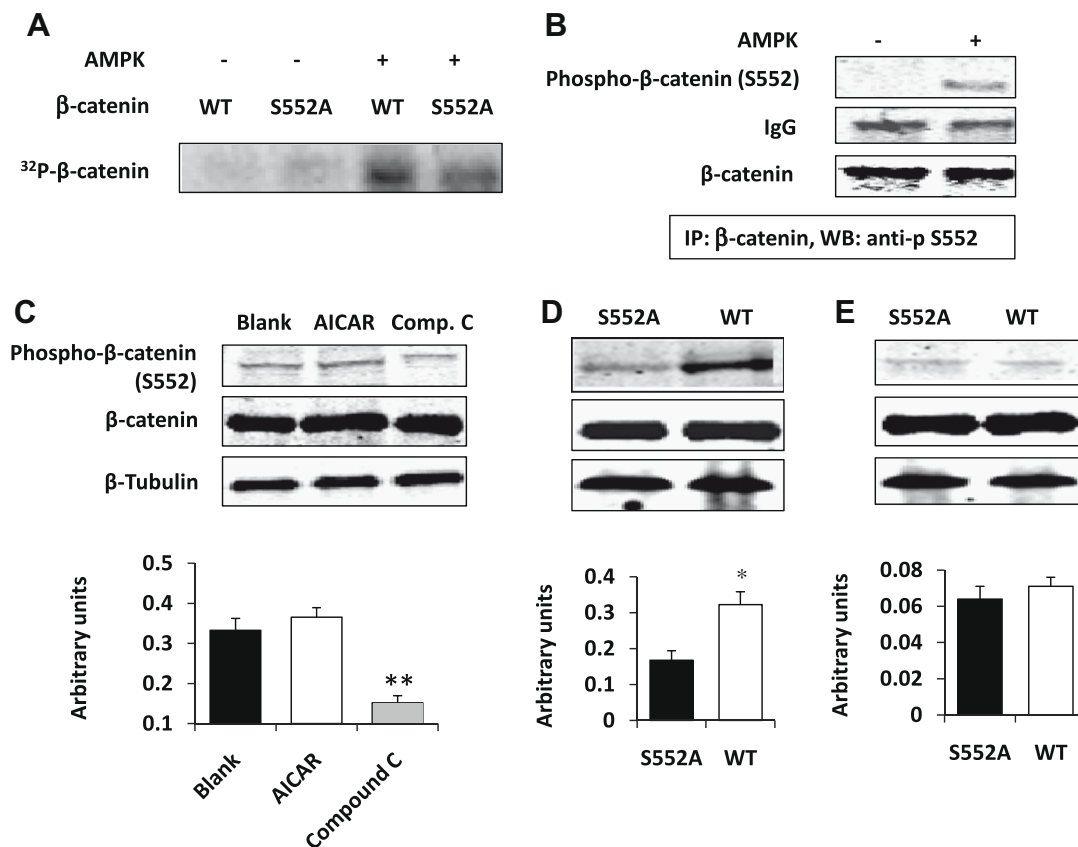 A
AMPK - - + +
β-catenin WT S552A WT S552A
³²P-β-catenin
B
AMPK - +
Phospho-β-catenin (S552)
IgG
β-catenin
IP: β-catenin, WB: anti-p S552
C
Blank AICAR Comp. C
Phospho-β-catenin
(S552)
β-catenin
β-Tubulin
Arbitrary units
0.5
0.4
0.3
0.2
0.1
**
Blank
AICAR
Compound C
D
S552A WT
Arbitrary units
0.4
0.3
0.2
0.1
0
*
S552A WT
E
S552A WT
Arbitrary units
0.08
0.06
0.04
0.02
0
S552A WT